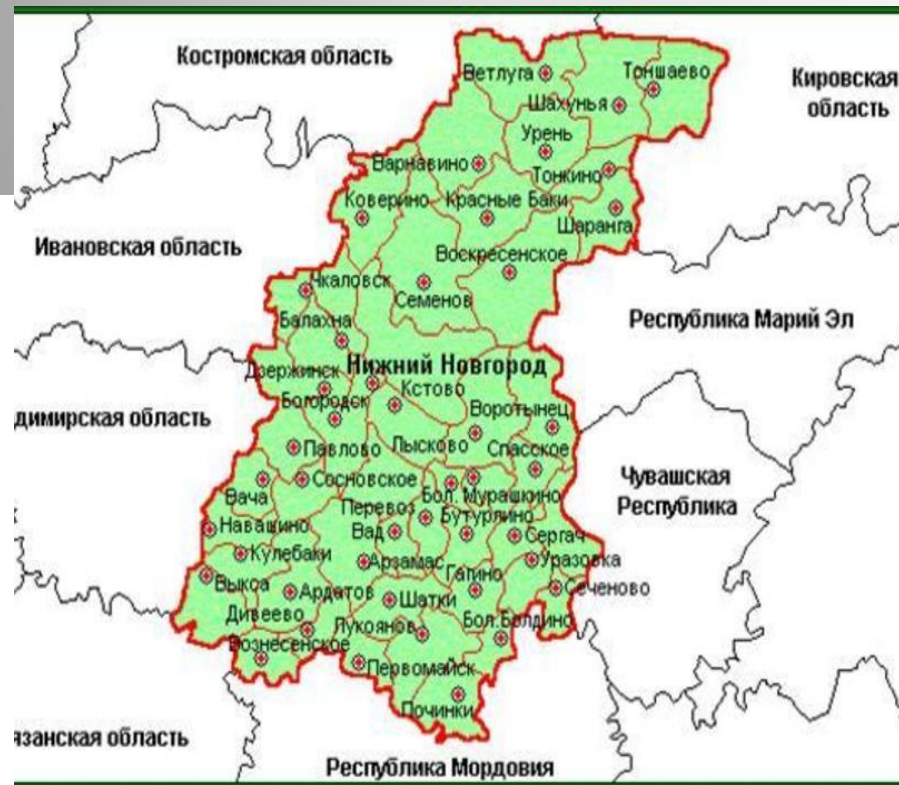 Костромская область
Кировская
область
Ветлуга
Тоншаево
Шахунья
Урень
Варнавино
Тонкино
Коверино
Красные Баки
Шаранга
Ивановская область
Воскресенское
Чкаловск
Семенов
Балахна
Республика Марий Эл
Дзержинск
Нижний Новгород
Кстово
Богородск
Воротынец
димирская область
Павлово
Лысково
Спасское
Чувашская
Республика
Вача
Сосновское
Бол. Мурашкино
Перевоз
Бутурлино
Навашино
Вад
Сергач
Кулебаки
Арзамас
Уразовка
Гагино
Выкса
Ардатов
Шатки
Сеченово
Дивеево
Лукоянов
Бол.Болдино
Вознесенское
Первомайск
Починки
язанская область
Республика Мордовия